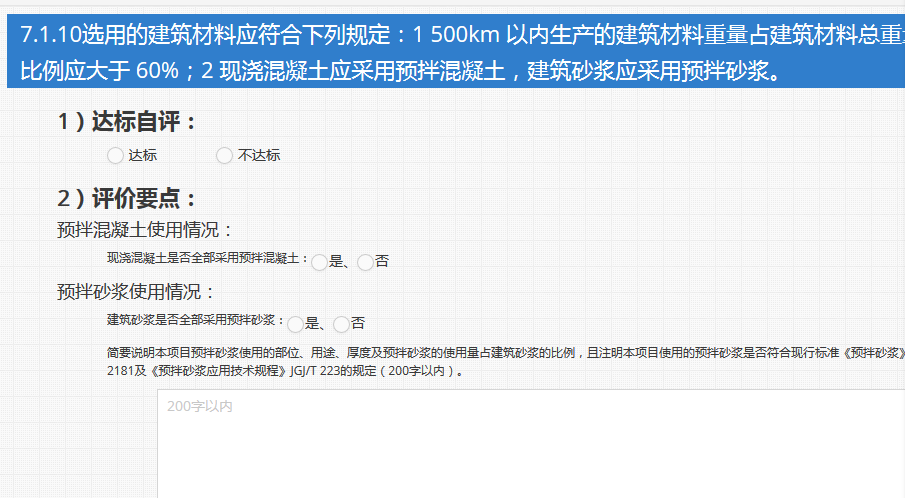 7.1.10选用的建筑材料应符合下列规定：1 500km 以内生产的建筑材料重量占建筑材料总重
比例应大于 60%；2 现浇混凝土应采用预拌混凝土，建筑砂浆应采用预拌砂浆。
1）达标自评：
达标 不达标
2）评价要点：
预拌混凝土使用情况：
现浇混凝土是否全部采用预拌混凝土： 是、 否
预拌砂浆使用情况：
建筑砂浆是否全部采用预拌砂浆： 是、 否
简要说明本项目预拌砂浆使用的部位、用途、厚度及预拌砂浆的使用量占建筑砂浆的比例，且注明本项目使用的预拌砂浆是否符合现行标准《预拌砂浆》
2181及《预拌砂浆应用技术规程》JGJ/T 223的规定（200字以内）。
200字以内